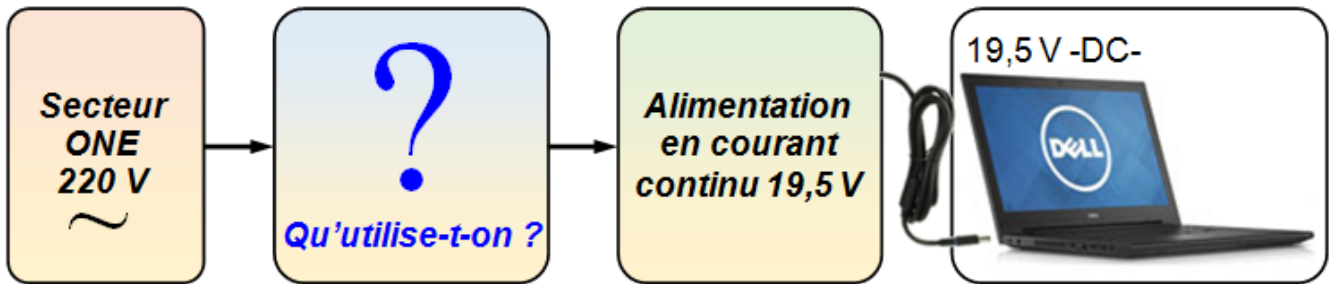 Secteur
ONE
220 V
~
?
Qu'utilise-t-on ?
Alimentation
en courant
continu 19,5 V
19,5 V -DC-
DELL